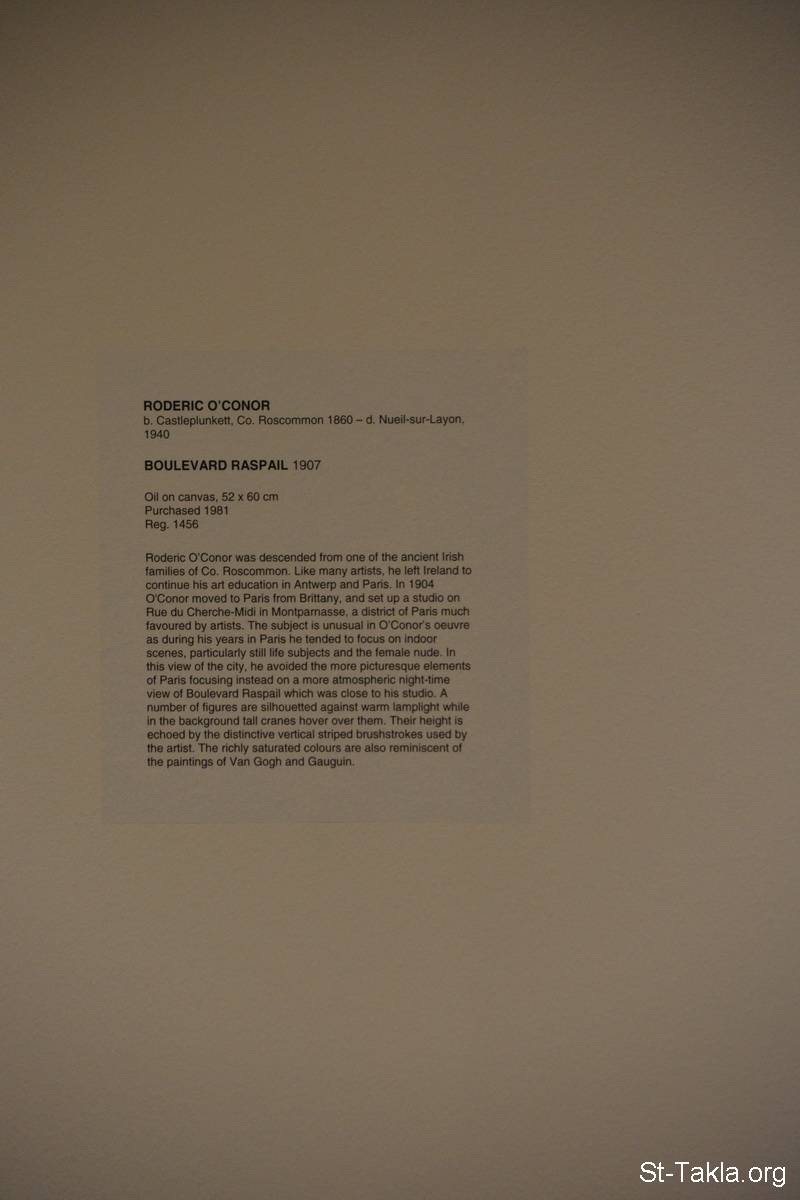 RODERIC O'CONOR
b. Castleplunkett, Co. Roscommon 1860 – d. Nueil-sur-Layon,
1940
BOULEVARD RASPAIL 1907
Oil on canvas, 52 x 60 cm
Purchased 1981
Reg. 1456
Roderic O'Conor was descended from one of the ancient Irish
families of Co. Roscommon. Like many artists, he left Ireland to
continue his art education in Antwerp and Paris. In 1904
O'Conor moved to Paris from Brittany, and set up a studio on
Rue du Cherche-Midi in Montparnasse, a district of Paris much
favoured by artists. The subject is unusual in O'Conor's oeuvre
as during his years in Paris he tended to focus on indoor
scenes, particularly still life subjects and the female nude. In
this view of the city, he avoided the more picturesque elements
of Paris focusing instead on a more atmospheric night-time
view of Boulevard Raspail which was close to his studio. A
number of figures are silhouetted against warm lamplight while
in the background tall cranes hover over them. Their height is
echoed by the distinctive vertical striped brushstrokes used by
the artist. The richly saturated colours are also reminiscent of
the paintings of Van Gogh and Gauguin.
St-Takla.org